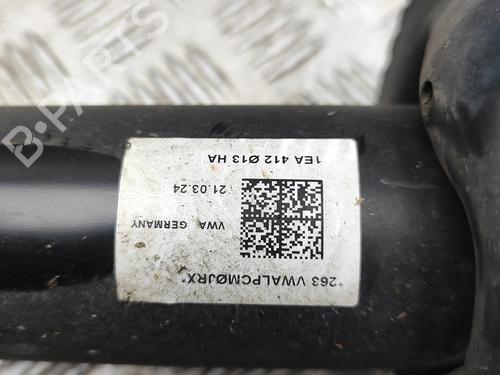 *263 VWALPCMØJRX*
VWA GERMANY
21.03.24
1EA 412 Ø13 HA
B-PARTS